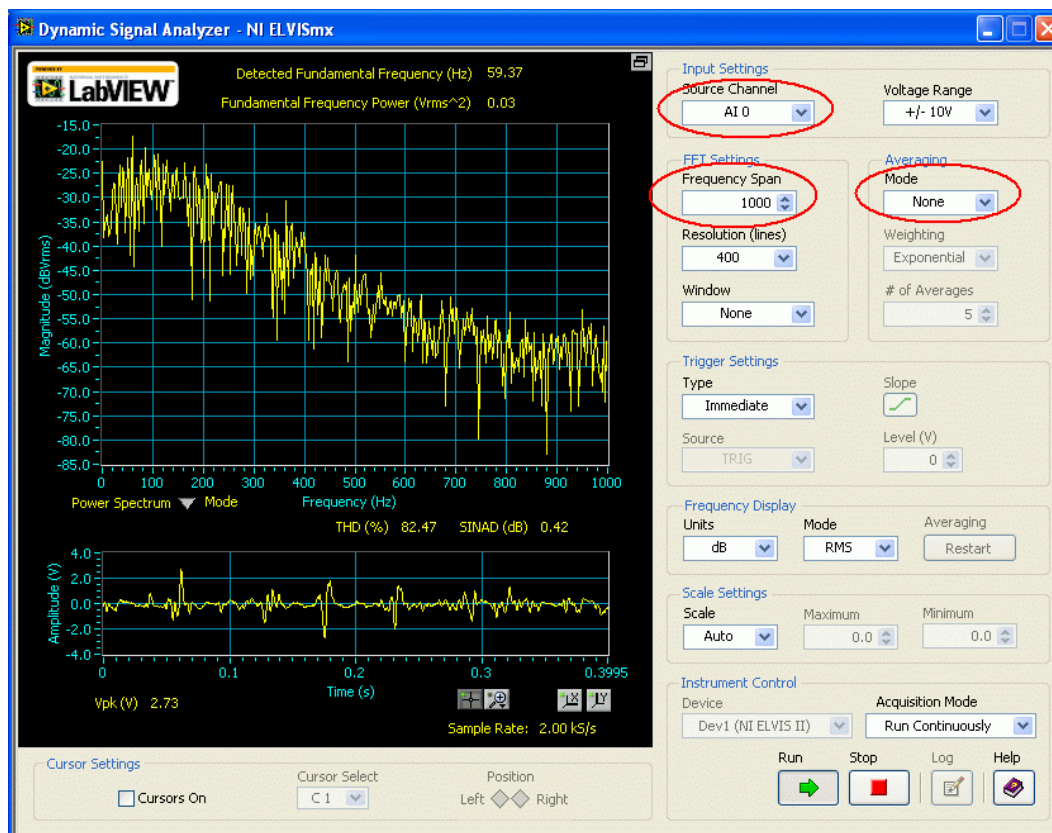 Dynamic Signal Analyzer - NI ELVISmx
POWERED BY
NATIONAL INSTRUMENTS
LabVIEW™
Detected Fundamental Frequency (Hz) 59.37
Fundamental Frequency Power (Vrms^2) 0.03
-15.0
-20.0
-25.0
-30.0
-35.0
-40.0
-45.0
-50.0
-55.0
-60.0
-65.0
-70.0
-75.0
-80.0
-85.0
Magnitude (dBVrms)
0 100 200 300 400 500 600 700 800 900 1000
Power Spectrum Mode Frequency (Hz)
THD (%) 82.47 SINAD (dB) 0.42
4.0
2.0
0.0
-2.0
-4.0
Amplitude (V)
0 0.1 0.2 0.3 0.3995
Time (s)
Vpk (V) 2.73
X Y
Sample Rate: 2.00 kS/s
Cursor Settings
Cursors On
Cursor Select
C 1
Position
Left Right
Input Settings
Source Channel Voltage Range
AI 0 +/- 10V
FFT Settings
Frequency Span
1000
Resolution (lines)
400
Window
None
Averaging
Mode
None
Weighting
Exponential
# of Averages
5
Trigger Settings
Type Slope
Immediate
Source Level (V)
TRIG 0
Frequency Display
Units Mode Averaging
dB RMS Restart
Scale Settings
Scale Maximum Minimum
Auto 0.0 0.0
Instrument Control
Device Acquisition Mode
Dev1 (NI ELVIS II) Run Continuously
Run Stop Log Help